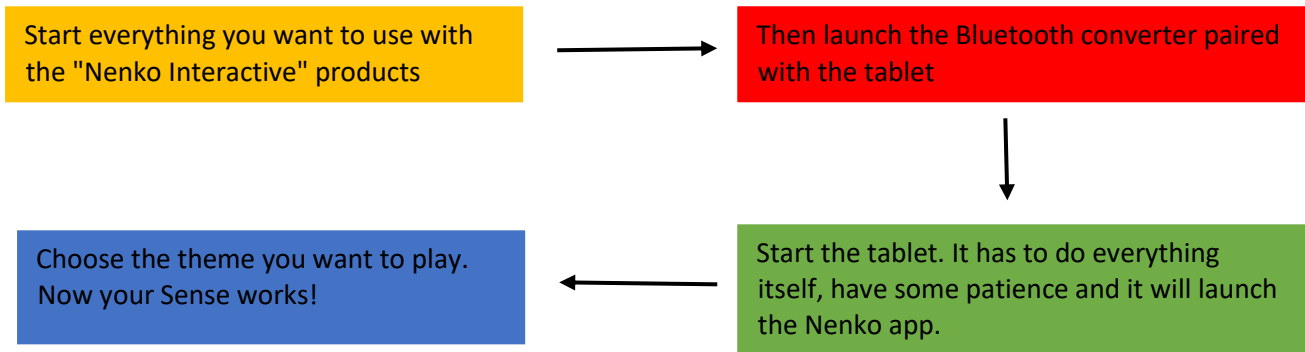 Start everything you want to use with
the "Nenko Interactive" products
Then launch the Bluetooth converter paired
with the tablet
Start the tablet. It has to do everything
itself, have some patience and it will launch
the Nenko app.
Choose the theme you want to play.
Now your Sense works!